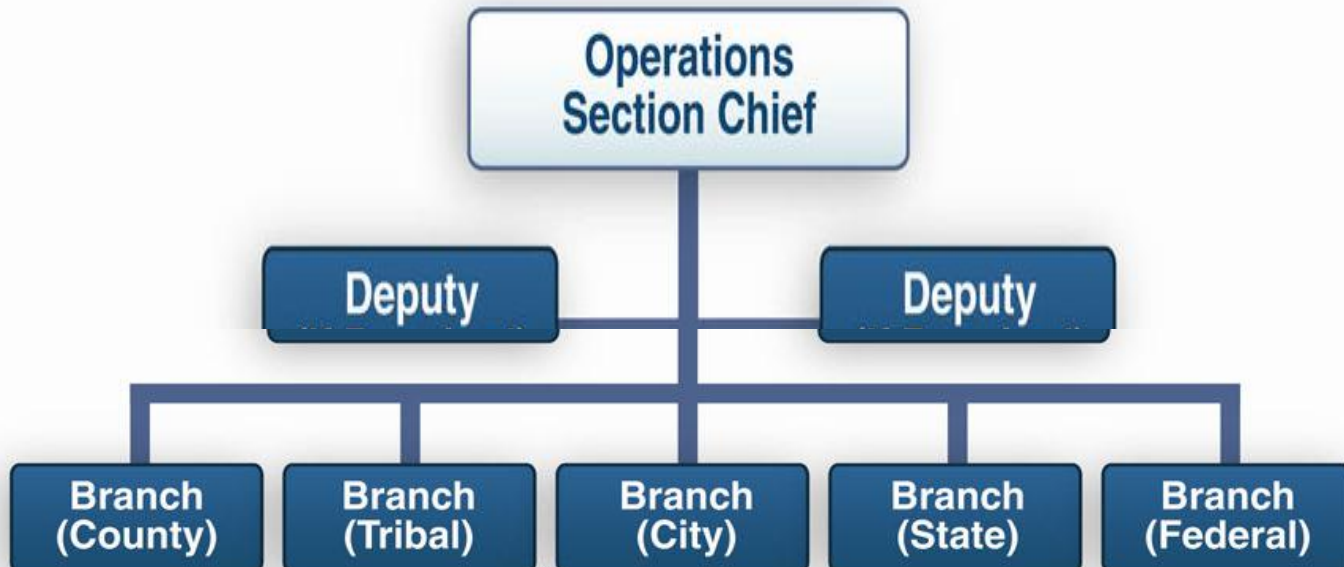 Operations
Section Chief
Deputy
Deputy
Branch
(County)
Branch
(Tribal)
Branch
(City)
Branch
(State)
Branch
(Federal)